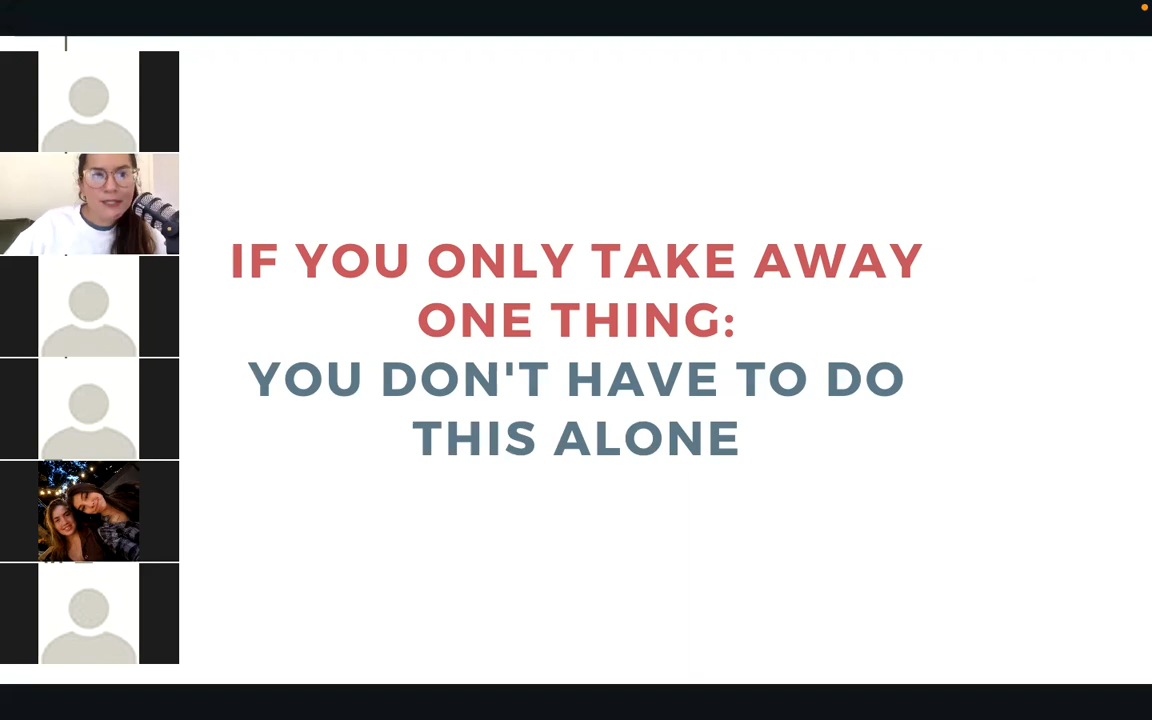 IF YOU ONLY TAKE AWAY
ONE THING:
YOU DON'T HAVE TO DO
THIS ALONE